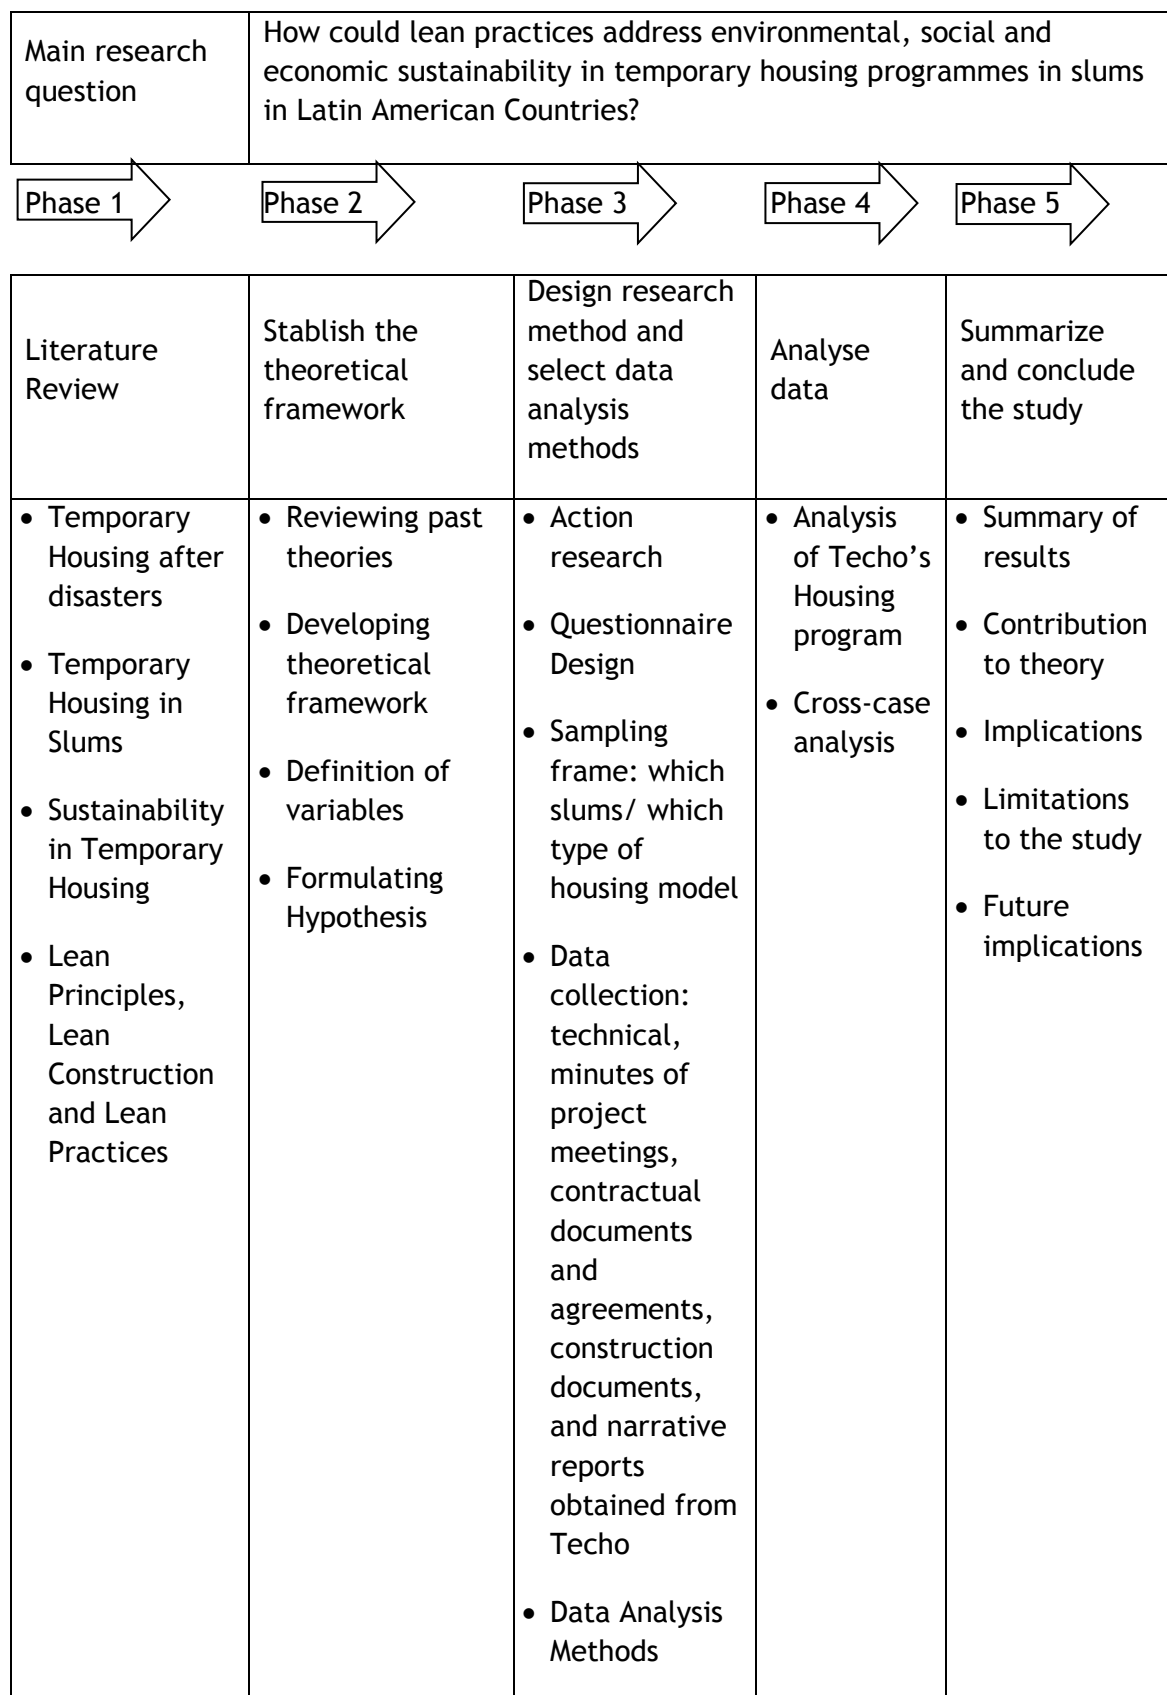 Main research
question
How could lean practices address environmental, social and
economic sustainability in temporary housing programmes in slums
in Latin American Countries?
Phase 1
Phase 2
Phase 3
Phase 4
Phase 5
Literature
Review
Stablish the
theoretical
framework
Design research
method and
select data
analysis
methods
Analyse
data
Summarize
and conclude
the study
• Temporary
Housing after
disasters
• Temporary
Housing in
Slums
• Sustainability
in Temporary
Housing
• Lean
Principles,
Lean
Construction
and Lean
Practices
• Reviewing past
theories
• Developing
theoretical
framework
• Definition of
variables
• Formulating
Hypothesis
• Action
research
• Questionnaire
Design
• Sampling
frame: which
slums/ which
type of
housing model
• Data
collection:
technical,
minutes of
project
meetings,
contractual
documents
and
agreements,
construction
documents,
and narrative
reports
obtained from
Techo
• Data Analysis
Methods
• Analysis
of Techo’s
Housing
program
• Cross-case
analysis
• Summary of
results
• Contribution
to theory
• Implications
• Limitations
to the study
• Future
implications